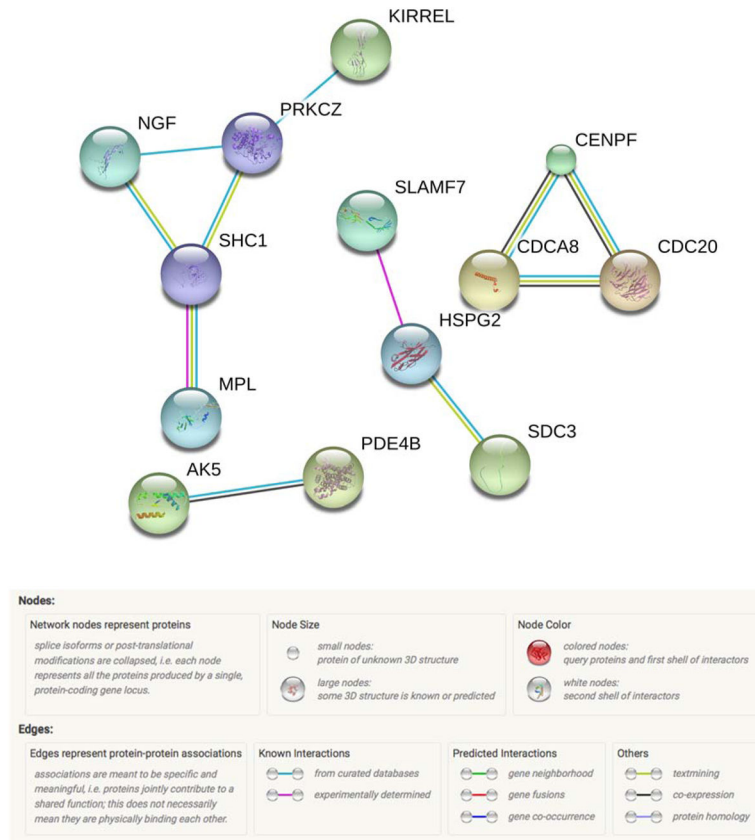 KIRREL
NGF
PRKCZ
CENPF
SLAMF7
SHC1
CDCA8
CDC20
HSPG2
MPL
SDC3
PDE4B
AK5
Nodes:
Network nodes represent proteins
splice isoforms or post-translational
modifications are collapsed, i.e. each node
represents all the proteins produced by a single,
protein-coding gene locus.
Node Size
small nodes:
protein of unknown 3D structure
large nodes:
some 3D structure is known or predicted
Node Color
colored nodes:
query proteins and first shell of interactors
white nodes:
second shell of interactors
Edges:
Edges represent protein-protein associations
associations are meant to be specific and
meaningful, i.e. proteins jointly contribute to a
shared function; this does not necessarily
mean they are physically binding each other.
Known Interactions
from curated databases
experimentally determined
Predicted Interactions
gene neighborhood
gene fusions
gene co-occurrence
Others
textmining
co-expression
protein homology